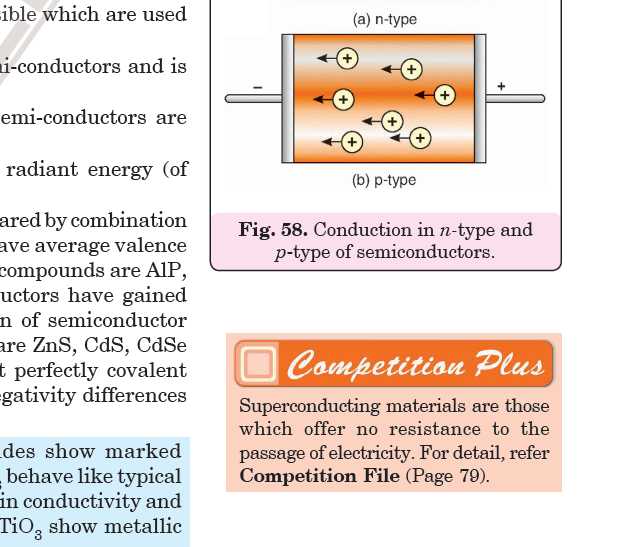 sible which are used
i-conductors and is
emi-conductors are
radiant energy (of
ared by combination
ave average valence
compounds are AlP,
uctors have gained
n of semiconductor
are ZnS, CdS, CdSe
t perfectly covalent
gativity differences
des show marked
behave like typical
in conductivity and
TiO₃ show metallic
(a) n-type
–
+
+
+
+
+
+
+
+
(b) p-type
Fig. 58. Conduction in n-type and
p-type of semiconductors.
Competition Plus
Superconducting materials are those
which offer no resistance to the
passage of electricity. For detail, refer
Competition File (Page 79).